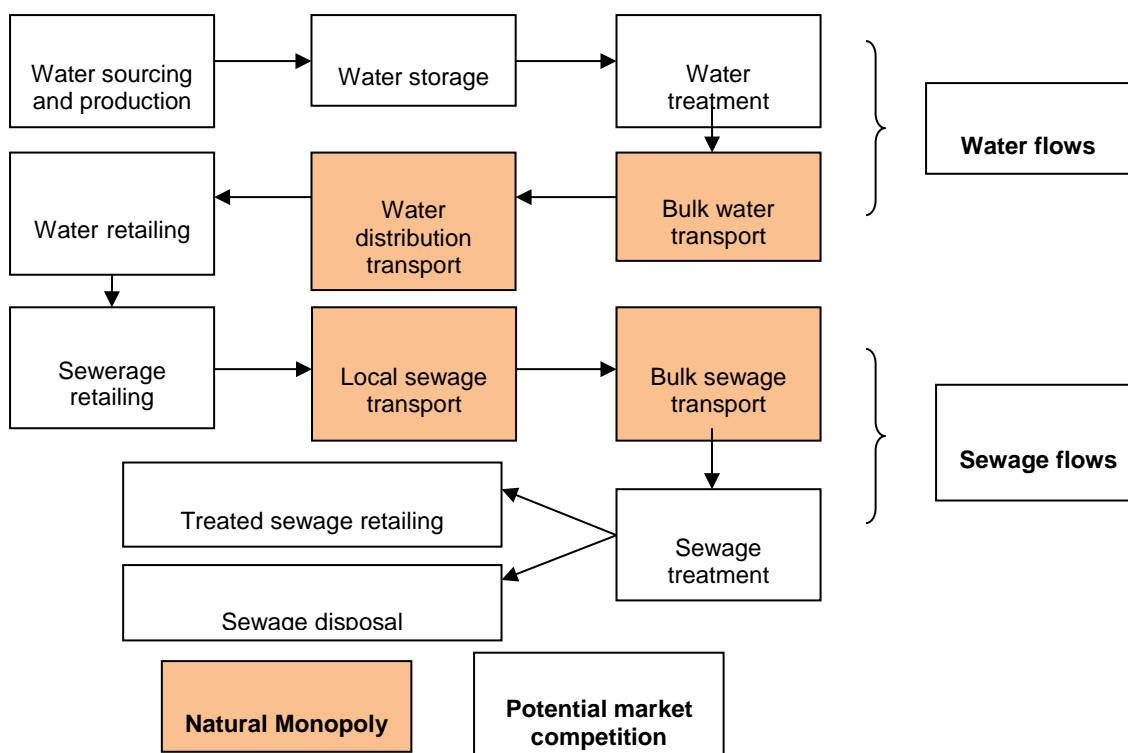 Water sourcing
and production
Water storage
Water
treatment
Water flows
Water retailing
Water
distribution
transport
Bulk water
transport
Sewerage
retailing
Local sewage
transport
Bulk sewage
transport
Sewage flows
Treated sewage retailing
Sewage
treatment
Sewage disposal
Natural Monopoly
Potential market
competition